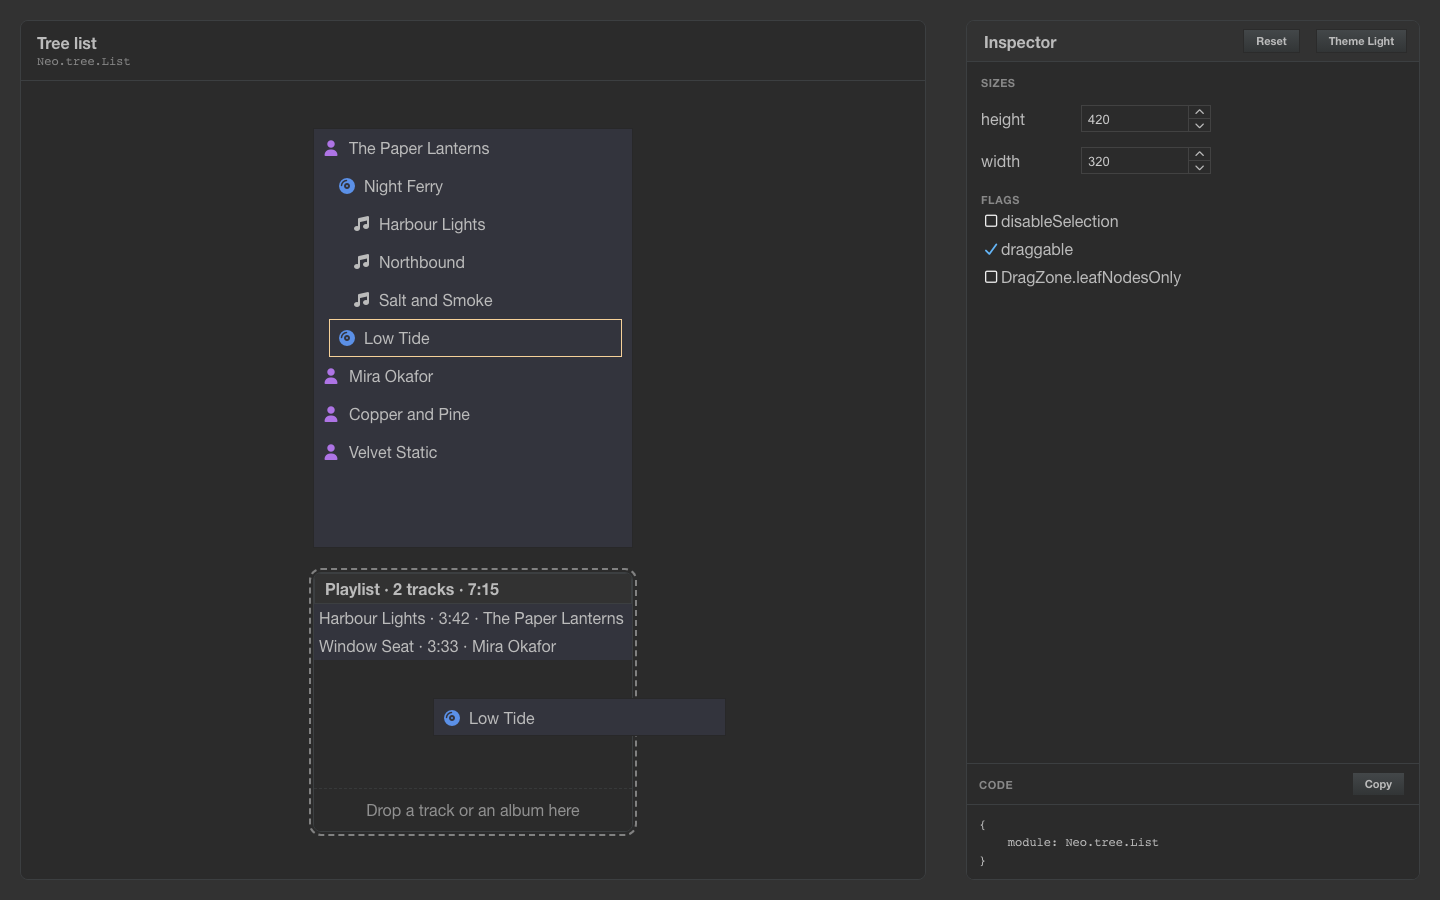 Tree list
Neo.tree.List
The Paper Lanterns
Night Ferry
Harbour Lights
Northbound
Salt and Smoke
Low Tide
Mira Okafor
Copper and Pine
Velvet Static
Playlist · 2 tracks · 7:15
Harbour Lights · 3:42 · The Paper Lanterns
Window Seat · 3:33 · Mira Okafor
Low Tide
Drop a track or an album here
Inspector
Reset
Theme Light
SIZES
height
420
width
320
FLAGS
disableSelection
draggable
DragZone.leafNodesOnly
CODE
Copy
{
module: Neo.tree.List
}